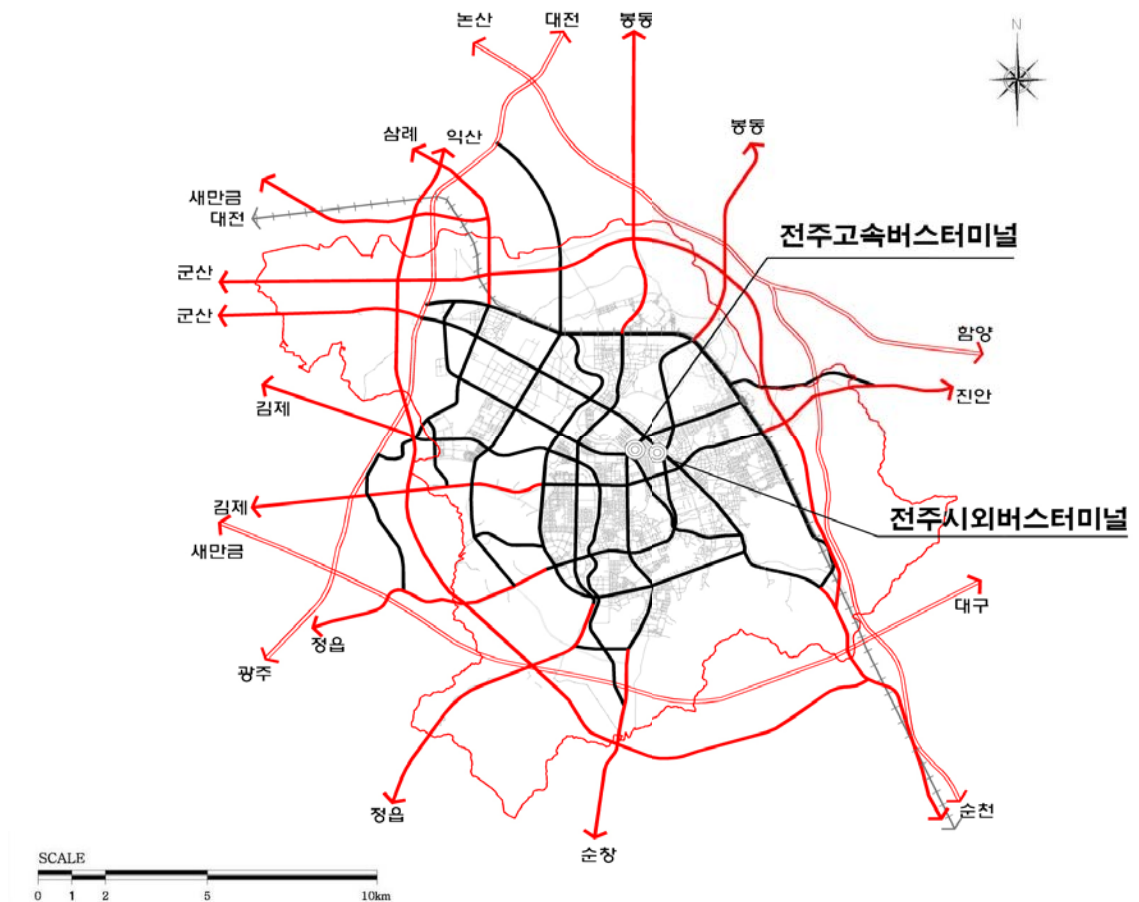 논산
대전
봉동
N
봉동
삼례
익산
새만금
대전
전주고속버스터미널
군산
군산
함양
김제
진안
김제
전주시외버스터미널
새만금
대구
정읍
광주
정읍
순천
순창
SCALE
0 1 2 5 10km